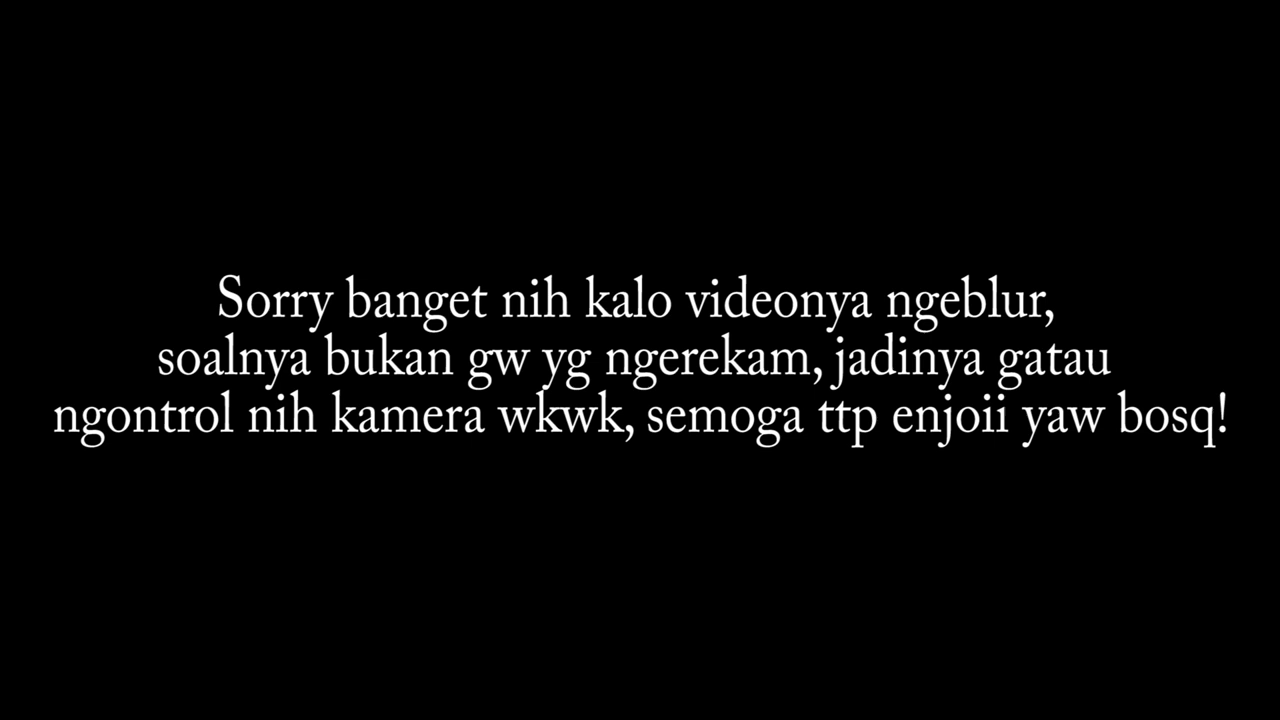 Sorry banget nih kalo videonya ngeblur,
soalnya bukan gw yg ngerekam, jadinya gatau
ngontrol nih kamera wkwk, semoga ttp enjoii yaw bosq!